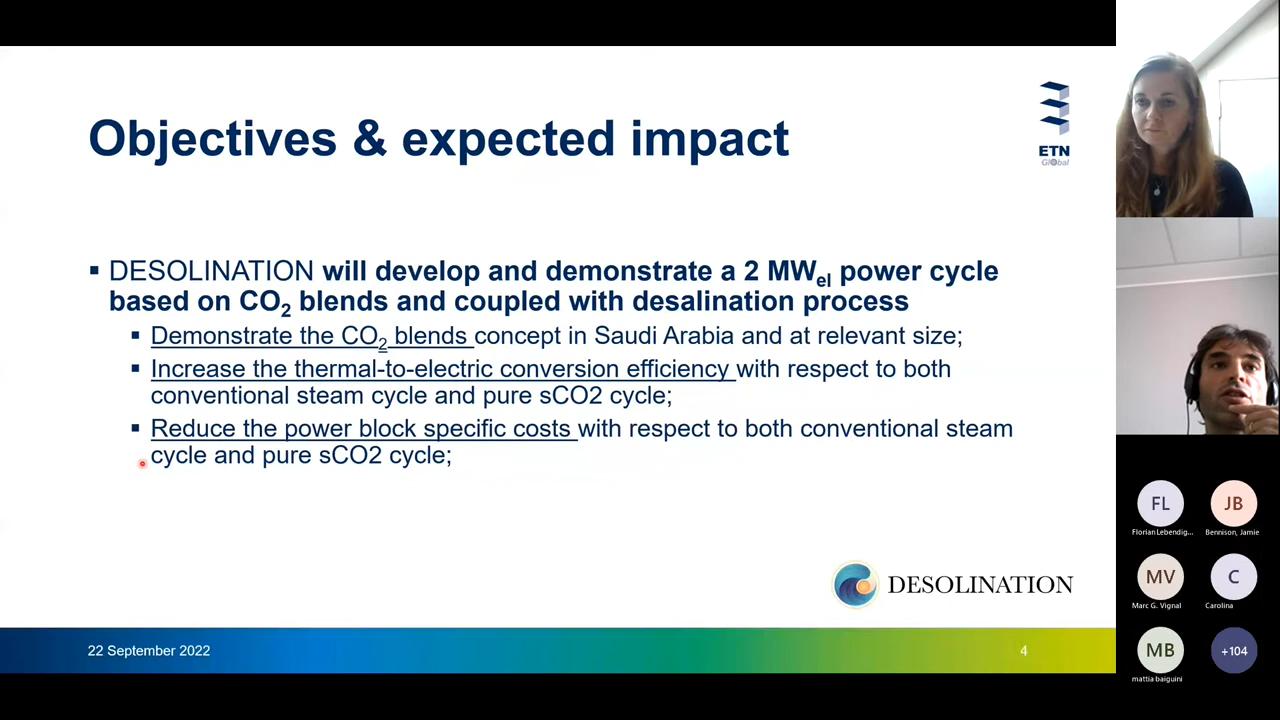 Objectives & expected impact
ETN
Global
▪ DESOLINATION will develop and demonstrate a 2 MWel power cycle
based on CO2 blends and coupled with desalination process
▪ Demonstrate the CO2 blends concept in Saudi Arabia and at relevant size;
▪ Increase the thermal-to-electric conversion efficiency with respect to both
conventional steam cycle and pure sCO2 cycle;
▪ Reduce the power block specific costs with respect to both conventional steam
cycle and pure sCO2 cycle;
DESOLINATION
22 September 2022
4
FL
JB
Florian Lebendig...
Bennison, Jamie
MV
C
Marc G. Vignal
Carolina
MB
+104
mattia baiguini